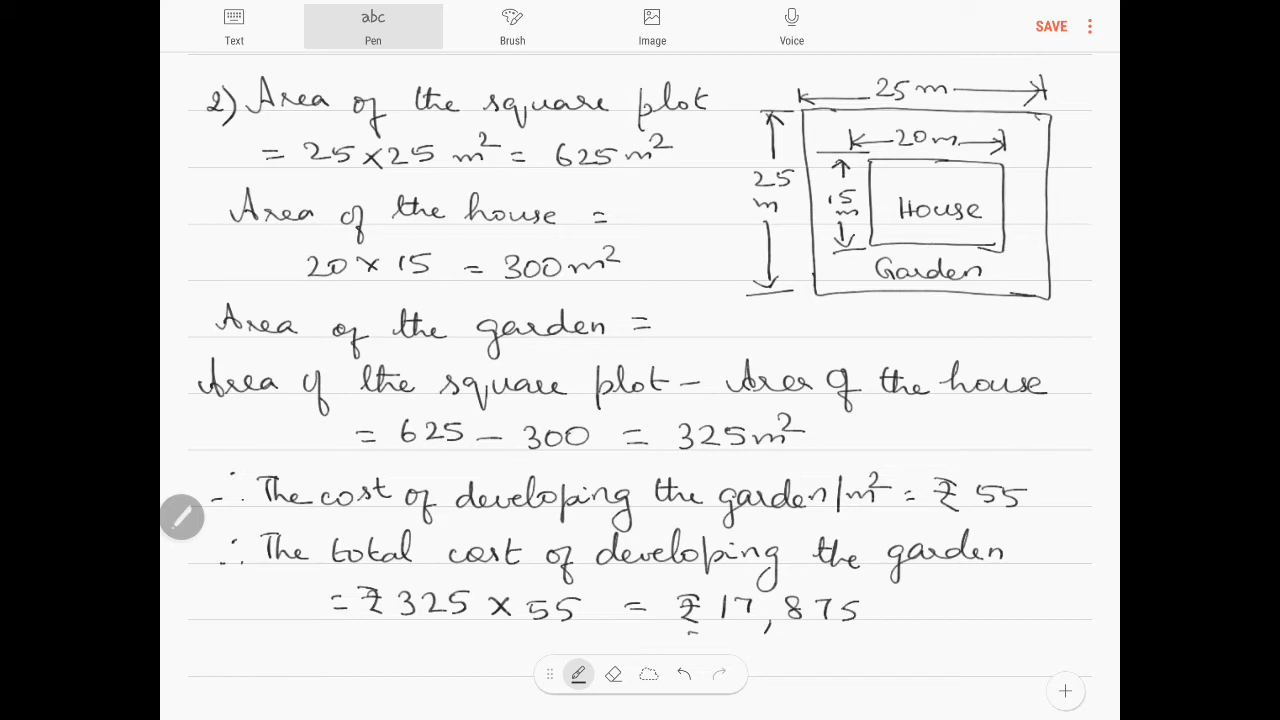 Text
abc
Pen
Brush
Image
Voice
SAVE
2) Area of the square plot
= 25 × 25 m² = 625 m²
Area of the house =
20 × 15 = 300 m²
Area of the garden =
Area of the square plot - Area of the house
= 625 - 300 = 325 m²
∴ The cost of developing the garden/m² = ₹ 55
∴ The total cost of developing the garden
= ₹ 325 × 55 = ₹ 17,875
25 m
20 m
25
m
15
m
House
Garden